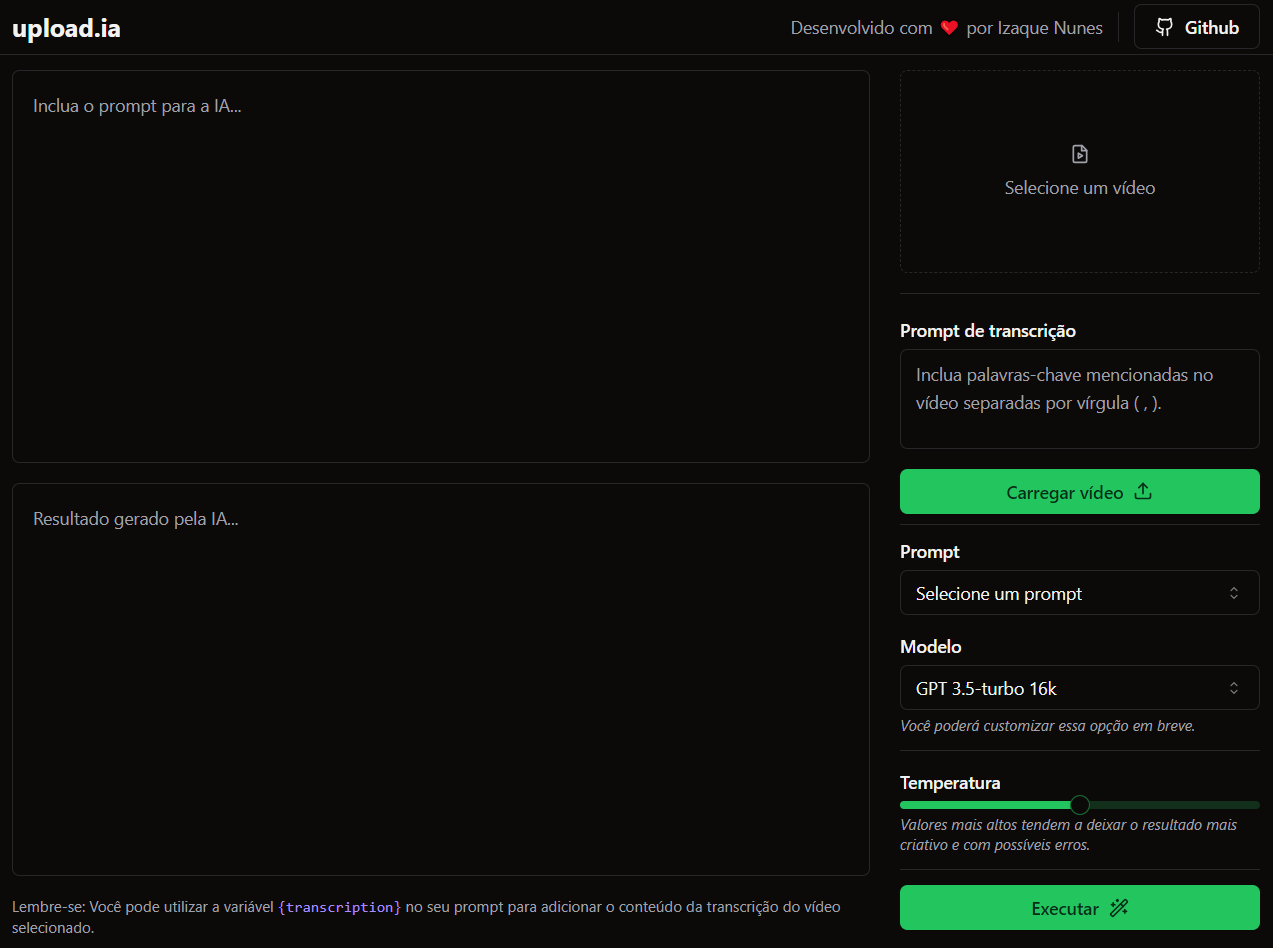 upload.ia
Desenvolvido com ❤️ por Izaque Nunes
Github
Inclua o prompt para a IA...
Resultado gerado pela IA...
Lembre-se: Você pode utilizar a variável {transcription} no seu prompt para adicionar o conteúdo da transcrição do vídeo
selecionado.
Selecione um vídeo
Prompt de transcrição
Inclua palavras-chave mencionadas no
vídeo separadas por vírgula ( , ).
Carregar vídeo
Prompt
Selecione um prompt
Modelo
GPT 3.5-turbo 16k
Você poderá customizar essa opção em breve.
Temperatura
Valores mais altos tendem a deixar o resultado mais
criativo e com possíveis erros.
Executar